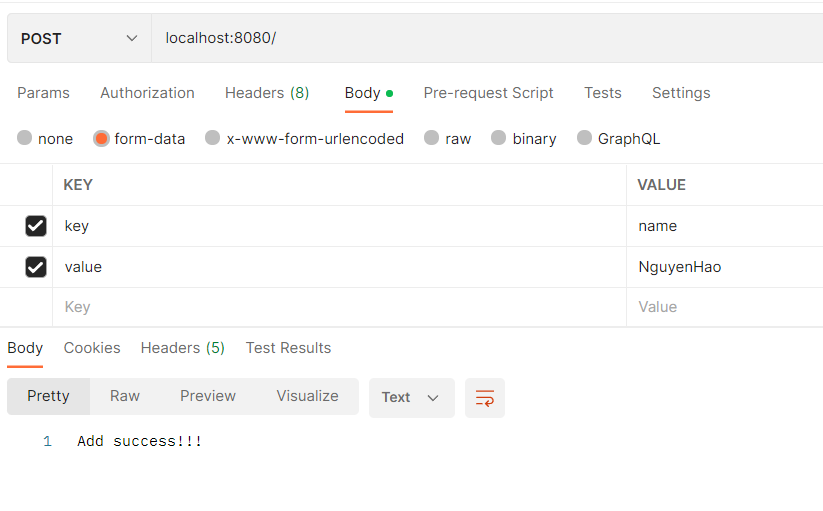 POST localhost:8080/
Params Authorization Headers (8) Body Pre-request Script Tests Settings
none form-data x-www-form-urlencoded raw binary GraphQL
KEY VALUE
key name
value NguyenHao
Key Value
Body Cookies Headers (5) Test Results
Pretty Raw Preview Visualize Text
1 Add success!!!